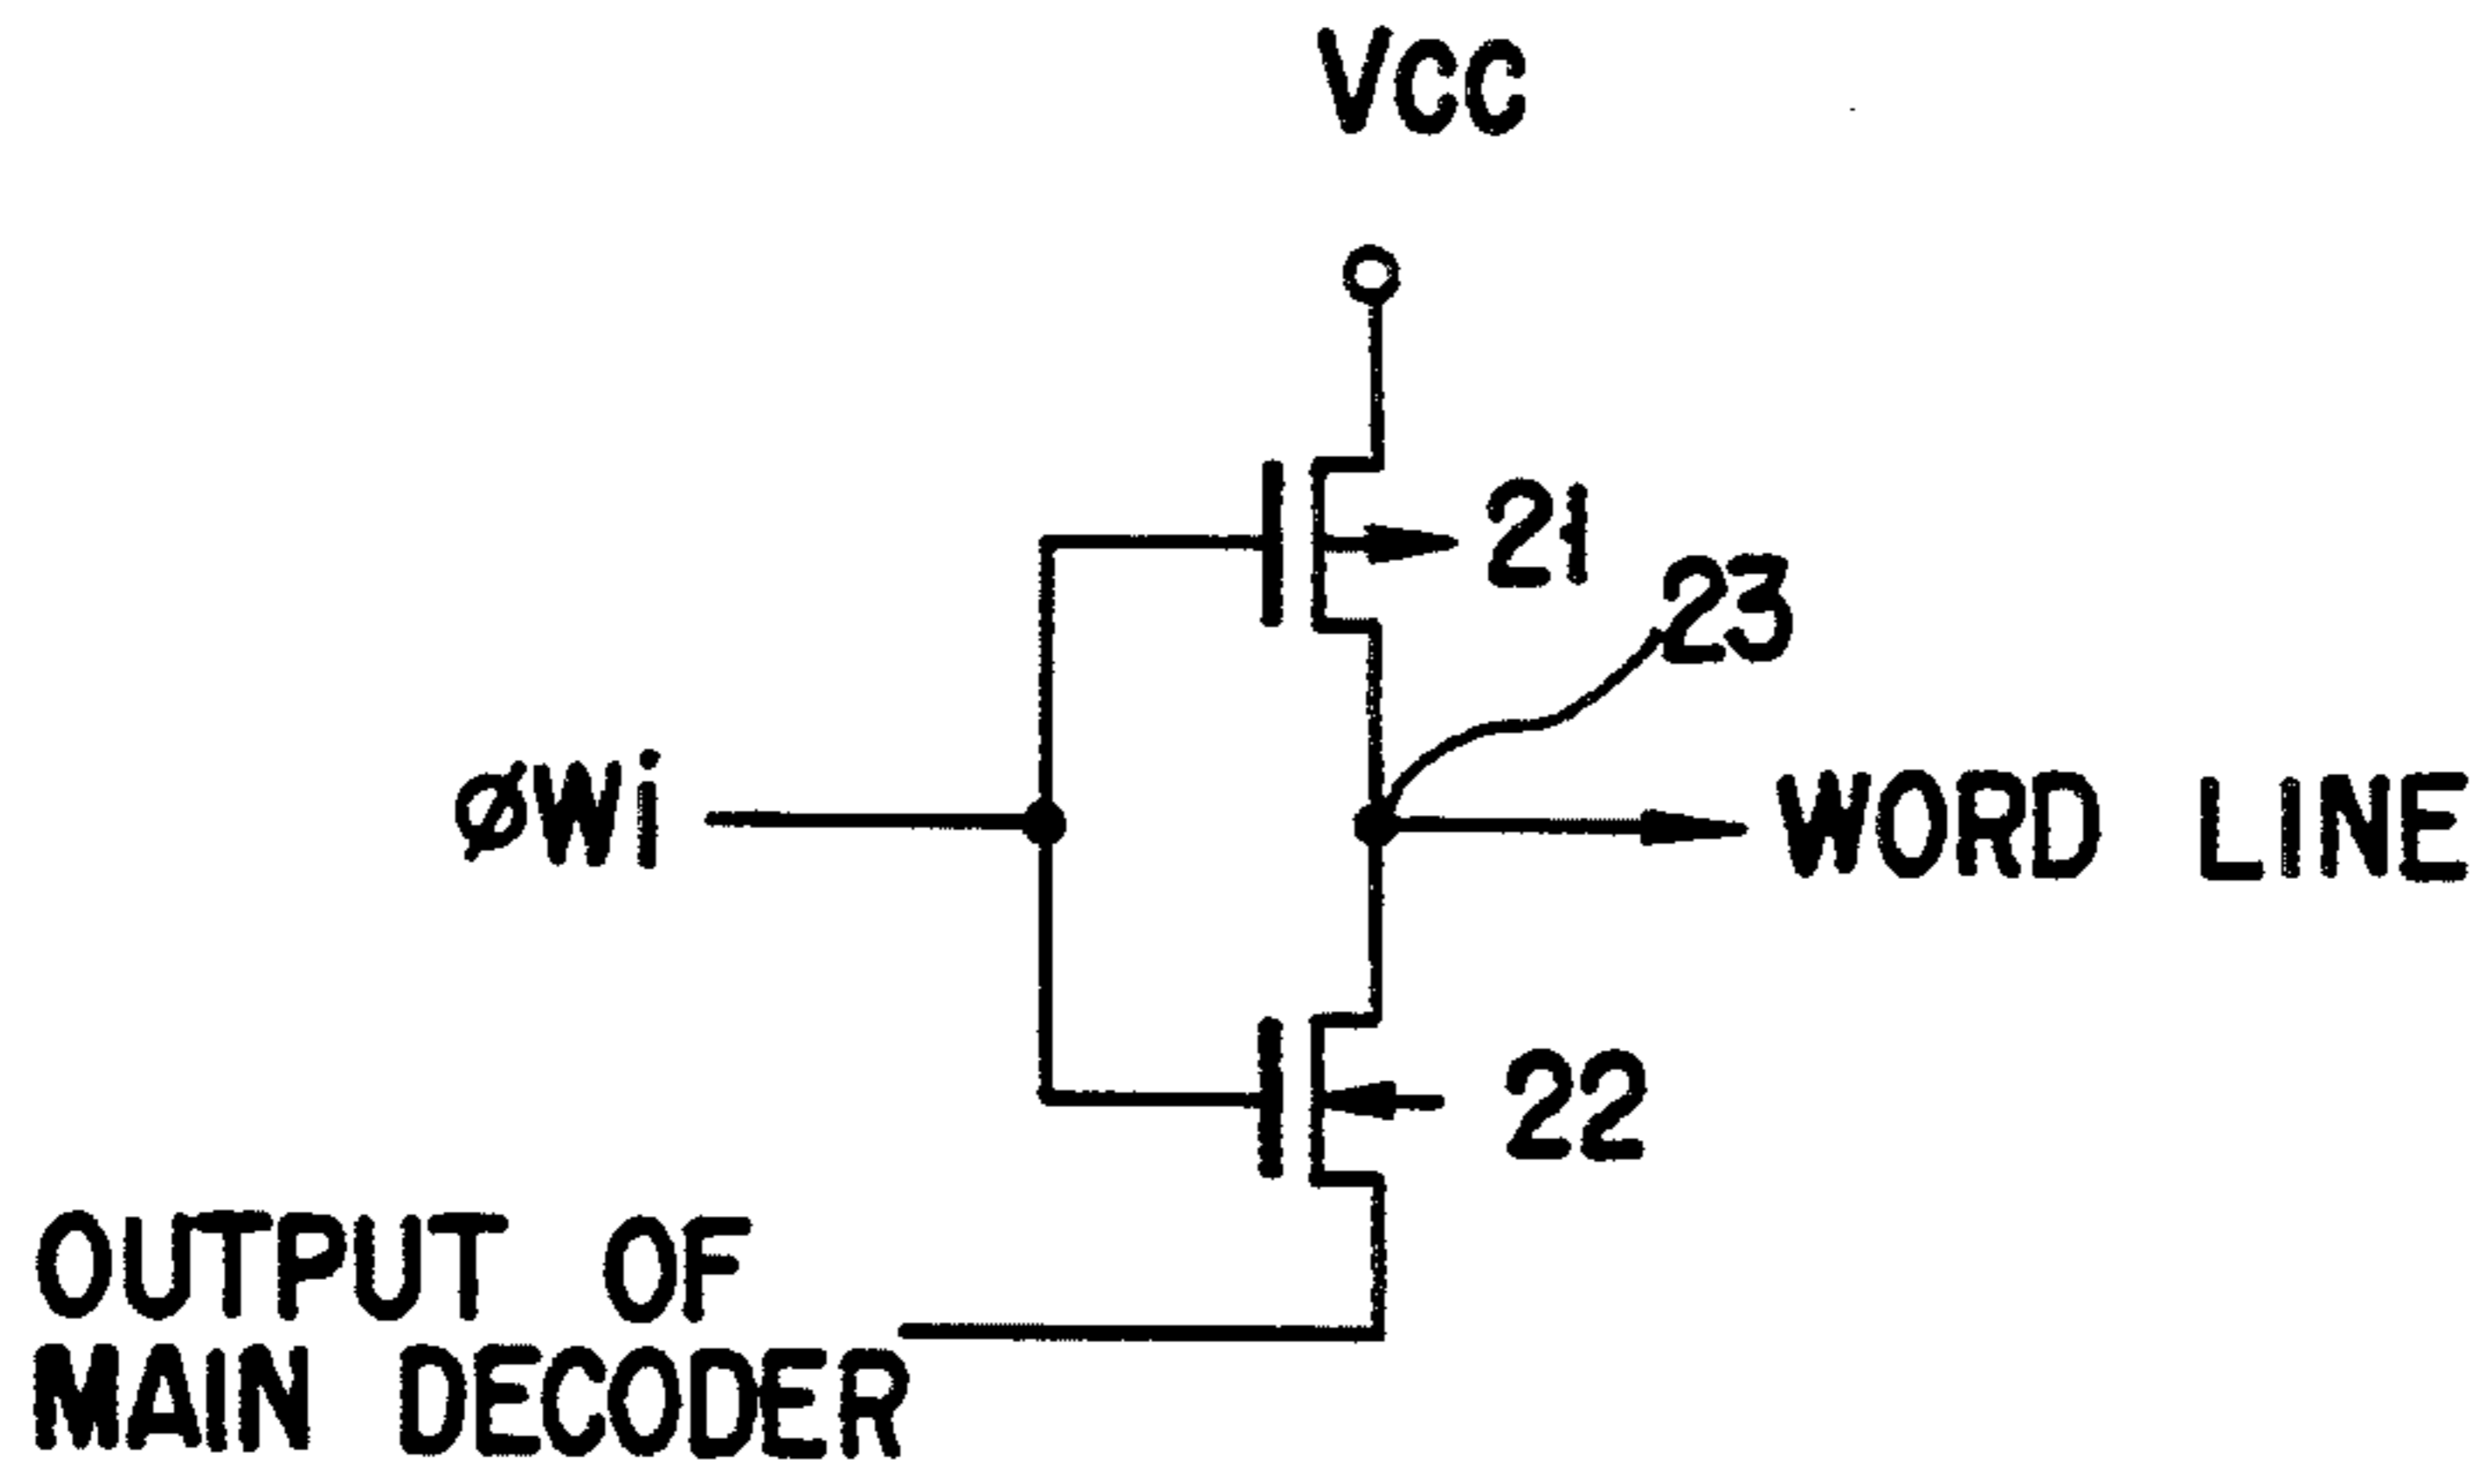 VCC
21
23
øWi
WORD LINE
22
OUTPUT OF
MAIN DECODER